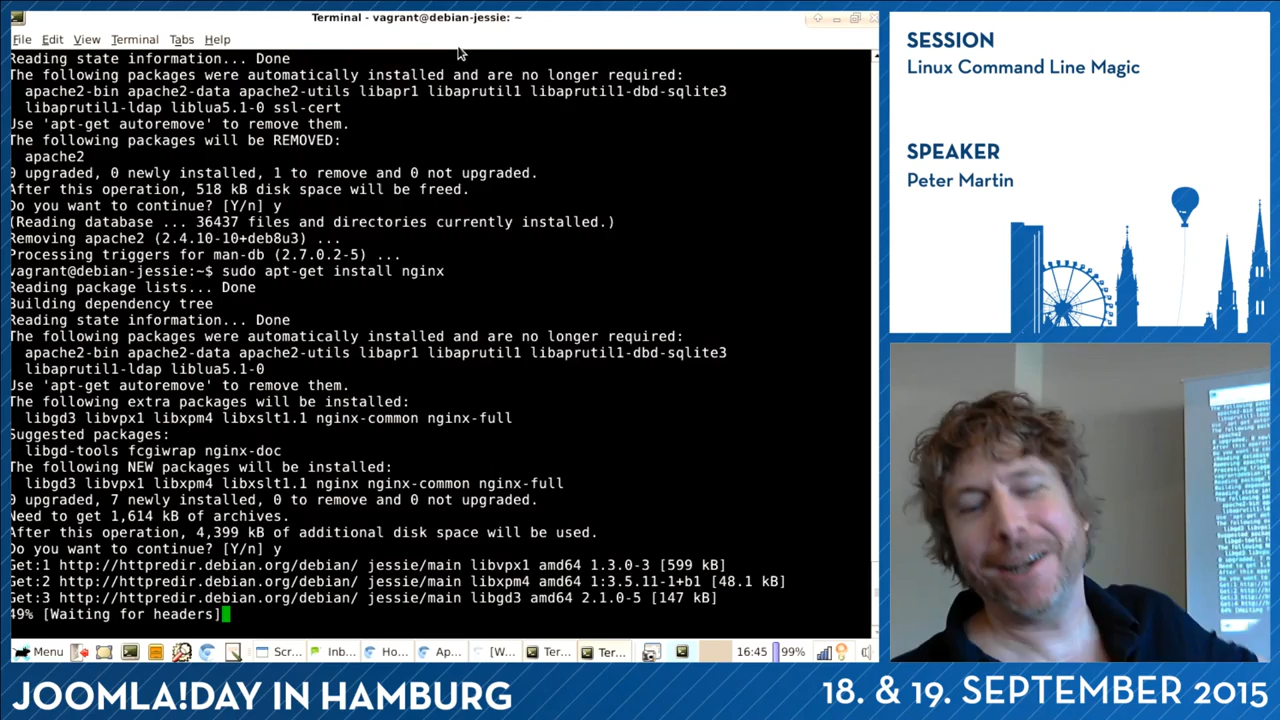 Terminal - vagrant@debian-jessie: ~
File Edit View Terminal Tabs Help
Reading state information... Done
The following packages were automatically installed and are no longer required:
apache2-bin apache2-data apache2-utils libapr1 libaprutil1 libaprutil1-dbd-sqlite3
libaprutil1-ldap liblua5.1-0 ssl-cert
Use 'apt-get autoremove' to remove them.
The following packages will be REMOVED:
apache2
0 upgraded, 0 newly installed, 1 to remove and 0 not upgraded.
After this operation, 518 kB disk space will be freed.
Do you want to continue? [Y/n] y
(Reading database ... 36437 files and directories currently installed.)
Removing apache2 (2.4.10-10+deb8u3) ...
Processing triggers for man-db (2.7.0.2-5) ...
vagrant@debian-jessie:~$ sudo apt-get install nginx
Reading package lists... Done
Building dependency tree
Reading state information... Done
The following packages were automatically installed and are no longer required:
apache2-bin apache2-data apache2-utils libapr1 libaprutil1 libaprutil1-dbd-sqlite3
libaprutil1-ldap liblua5.1-0
Use 'apt-get autoremove' to remove them.
The following extra packages will be installed:
libgd3 libvpx1 libxpm4 libxslt1.1 nginx-common nginx-full
Suggested packages:
libgd-tools fcgiwrap nginx-doc
The following NEW packages will be installed:
libgd3 libvpx1 libxpm4 libxslt1.1 nginx nginx-common nginx-full
0 upgraded, 7 newly installed, 0 to remove and 0 not upgraded.
Need to get 1,614 kB of archives.
After this operation, 4,399 kB of additional disk space will be used.
Do you want to continue? [Y/n] y
Get:1 http://httpredir.debian.org/debian/ jessie/main libvpx1 amd64 1.3.0-3 [599 kB]
Get:2 http://httpredir.debian.org/debian/ jessie/main libxpm4 amd64 1:3.5.11-1+b1 [48.1 kB]
Get:3 http://httpredir.debian.org/debian/ jessie/main libgd3 amd64 2.1.0-5 [147 kB]
49% [Waiting for headers]
Menu Scr... Inb... Ho... Ap... [W... Ter... Ter... 16:45 99%
SESSION
Linux Command Line Magic
SPEAKER
Peter Martin
JOOMLA!DAY IN HAMBURG
18. & 19. SEPTEMBER 2015